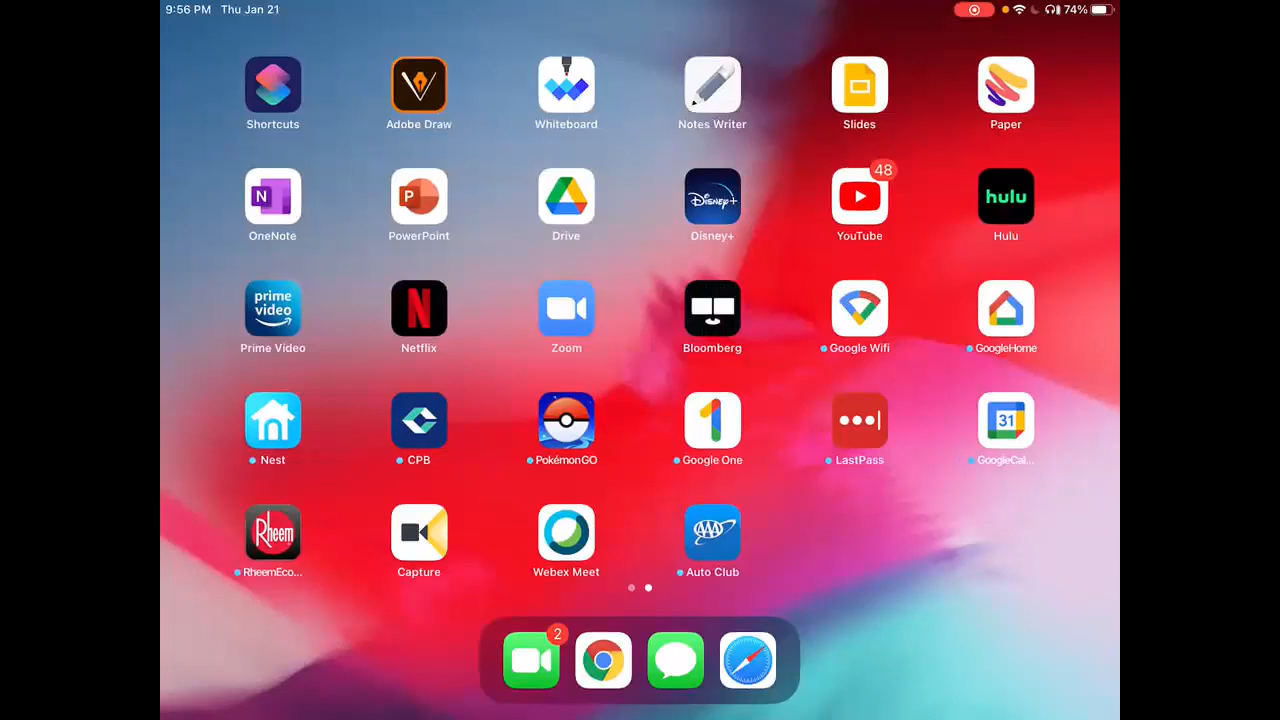 9:56 PM Thu Jan 21 74%
Shortcuts Adobe Draw Whiteboard Notes Writer Slides Paper
48
N P Disney+ hulu
OneNote PowerPoint Drive Disney+ YouTube Hulu
prime video N
Prime Video Netflix Zoom Bloomberg Google Wifi GoogleHome
1 31
Nest CPB PokémonGO Google One LastPass GoogleCal...
Rheem AAA
RheemEco... Capture Webex Meet Auto Club
2